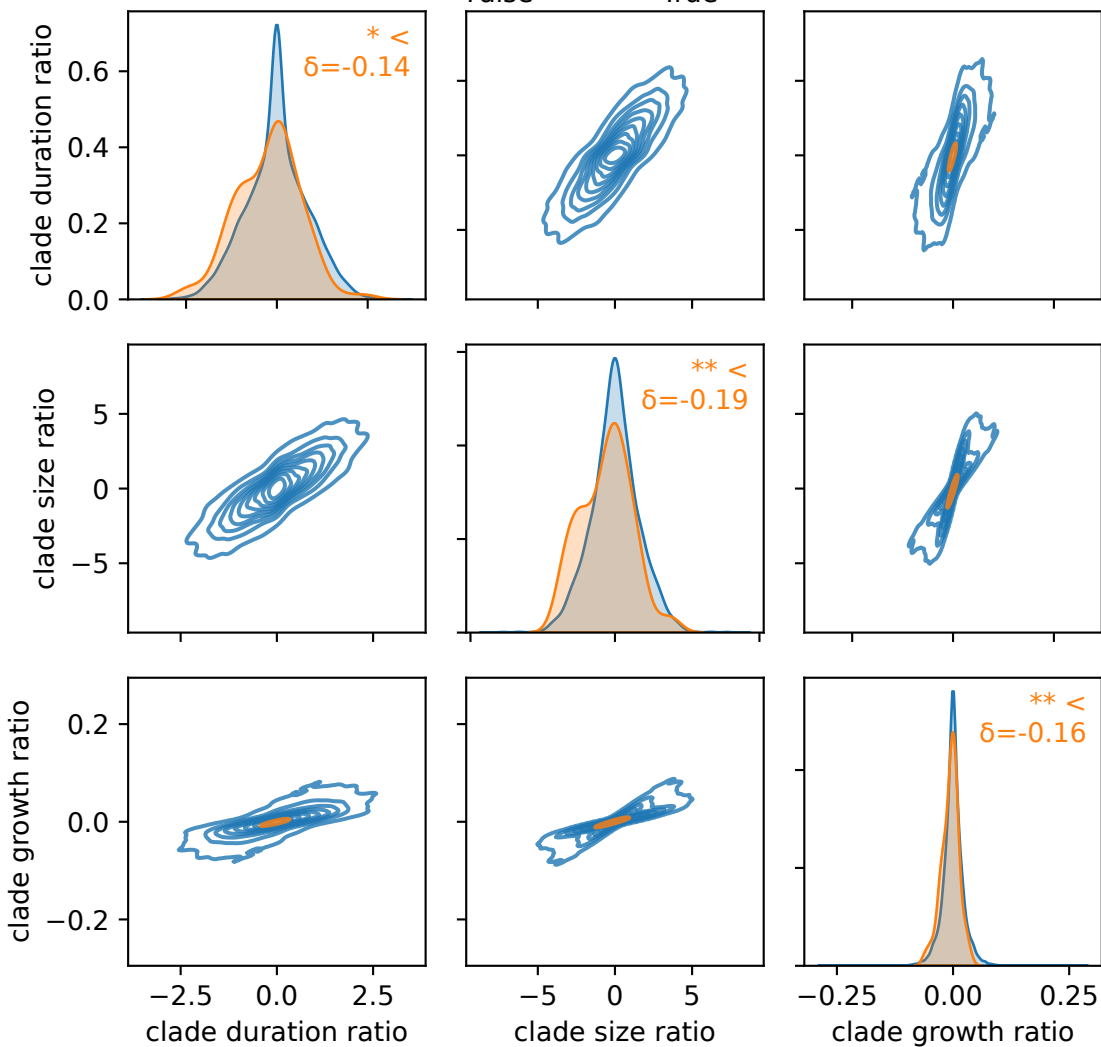 clade duration ratio
0.6
0.4
0.2
0.0
* <
δ=-0.14
clade size ratio
5
0
−5
** <
δ=-0.19
clade growth ratio
0.2
0.0
−0.2
** <
δ=-0.16
−2.5 0.0 2.5
−5 0 5
−0.25 0.00 0.25
clade duration ratio
clade size ratio
clade growth ratio